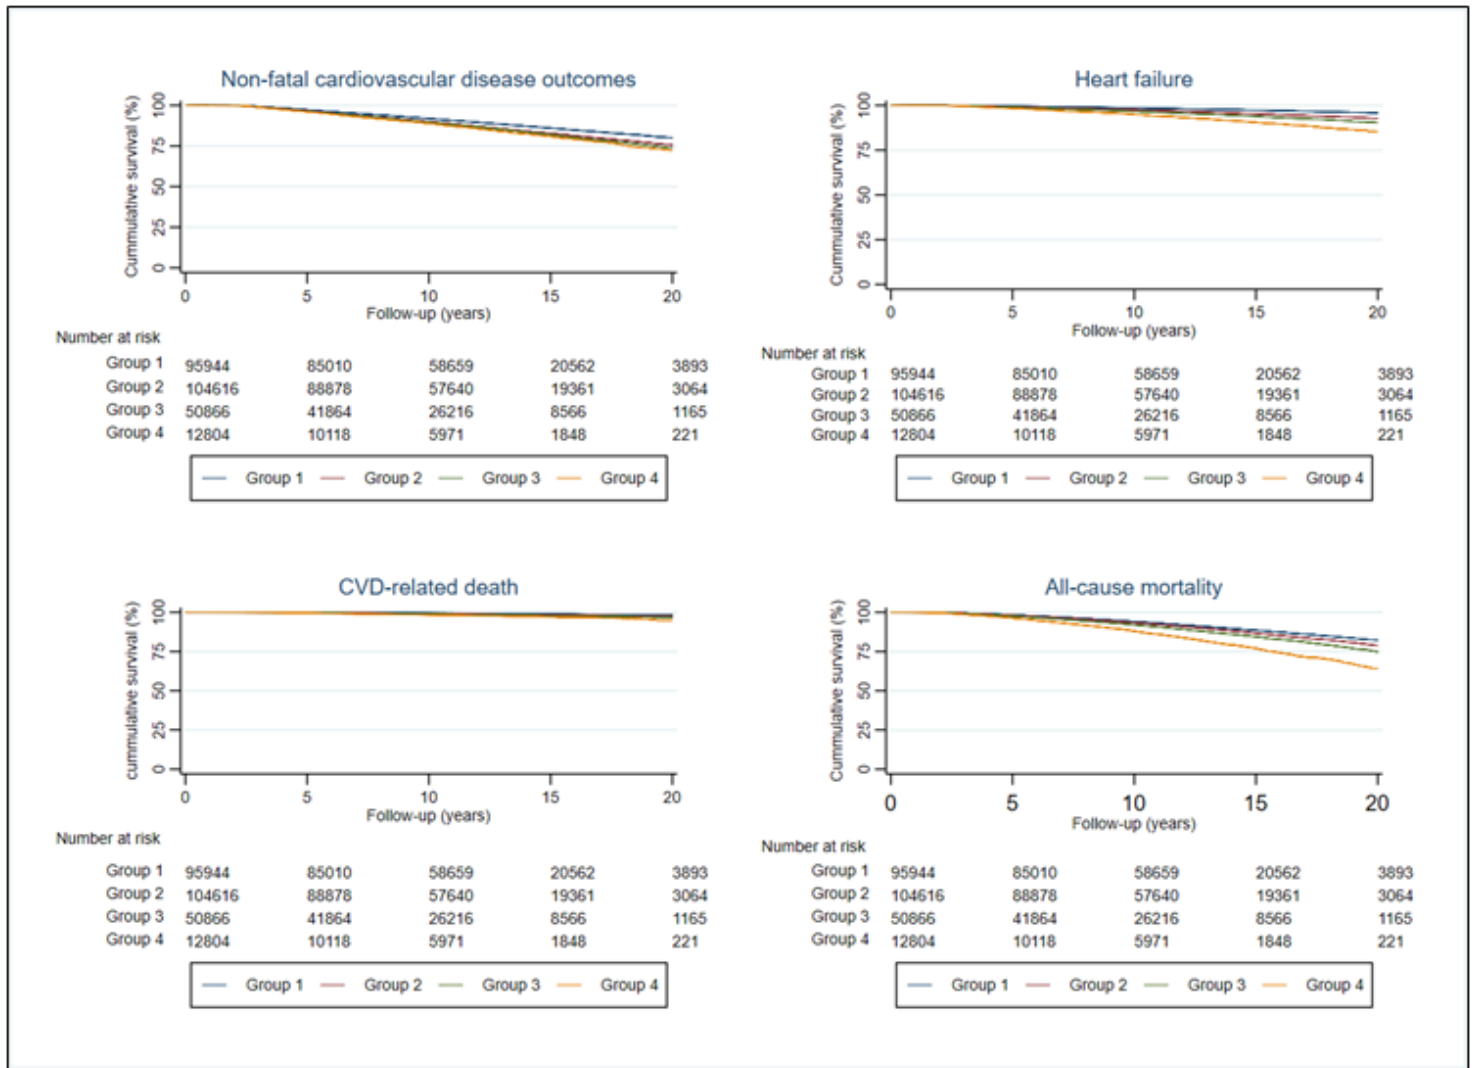 Non-fatal cardiovascular disease outcomes
Cummulative survival (%)
100
75
50
25
0
0 5 10 15 20
Follow-up (years)
Number at risk
Group 1 95944 85010 58659 20562 3893
Group 2 104616 88878 57640 19361 3064
Group 3 50866 41864 26216 8566 1165
Group 4 12804 10118 5971 1848 221
Group 1 Group 2 Group 3 Group 4
Heart failure
Cummulative survival (%)
100
75
50
25
0
0 5 10 15 20
Follow-up (years)
Number at risk
Group 1 95944 85010 58659 20562 3893
Group 2 104616 88878 57640 19361 3064
Group 3 50866 41864 26216 8566 1165
Group 4 12804 10118 5971 1848 221
Group 1 Group 2 Group 3 Group 4
CVD-related death
cummulative survival (%)
100
75
50
25
0
0 5 10 15 20
Follow-up (years)
Number at risk
Group 1 95944 85010 58659 20562 3893
Group 2 104616 88878 57640 19361 3064
Group 3 50866 41864 26216 8566 1165
Group 4 12804 10118 5971 1848 221
Group 1 Group 2 Group 3 Group 4
All-cause mortality
Cummulative survival (%)
100
75
50
25
0
0 5 10 15 20
Follow-up (years)
Number at risk
Group 1 95944 85010 58659 20562 3893
Group 2 104616 88878 57640 19361 3064
Group 3 50866 41864 26216 8566 1165
Group 4 12804 10118 5971 1848 221
Group 1 Group 2 Group 3 Group 4